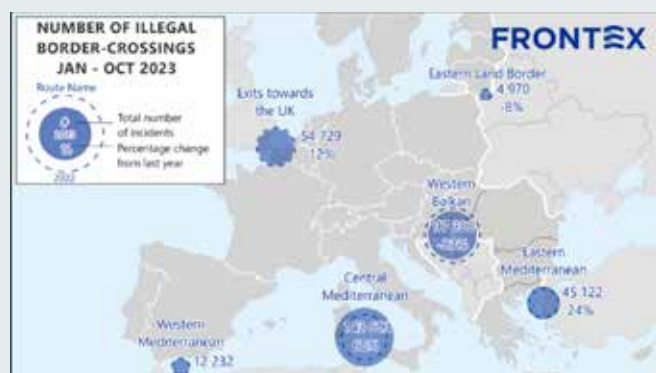 NUMBER OF ILLEGAL
BORDER-CROSSINGS
JAN - OCT 2023
Route Name
Total number
of incidents
Percentage change
from last year
2022
FRONTEX
Eastern Land Border
4 970
-8%
Exits towards
the UK
54 729
Western
Balkan
Eastern
Mediterranean
45 122
24%
Central
Mediterranean
Western
Mediterranean
12 232